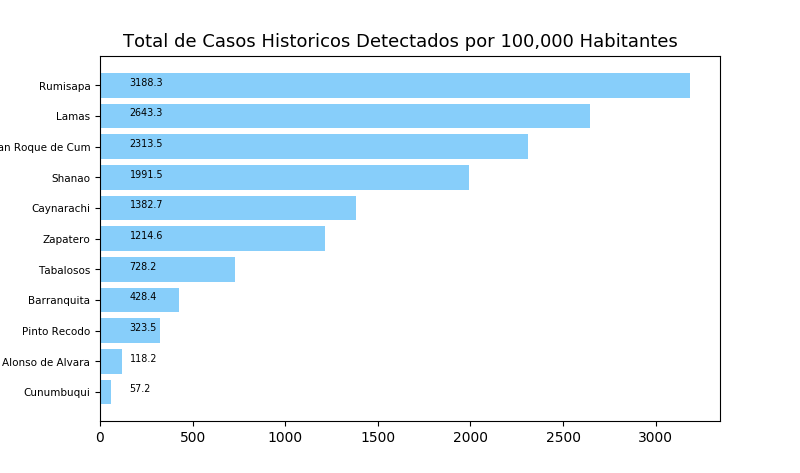 Total de Casos Historicos Detectados por 100,000 Habitantes
Rumisapa 3188.3
Lamas 2643.3
an Roque de Cum 2313.5
Shanao 1991.5
Caynarachi 1382.7
Zapatero 1214.6
Tabalosos 728.2
Barranquita 428.4
Pinto Recodo 323.5
Alonso de Alvara 118.2
Cunumbuqui 57.2
0 500 1000 1500 2000 2500 3000